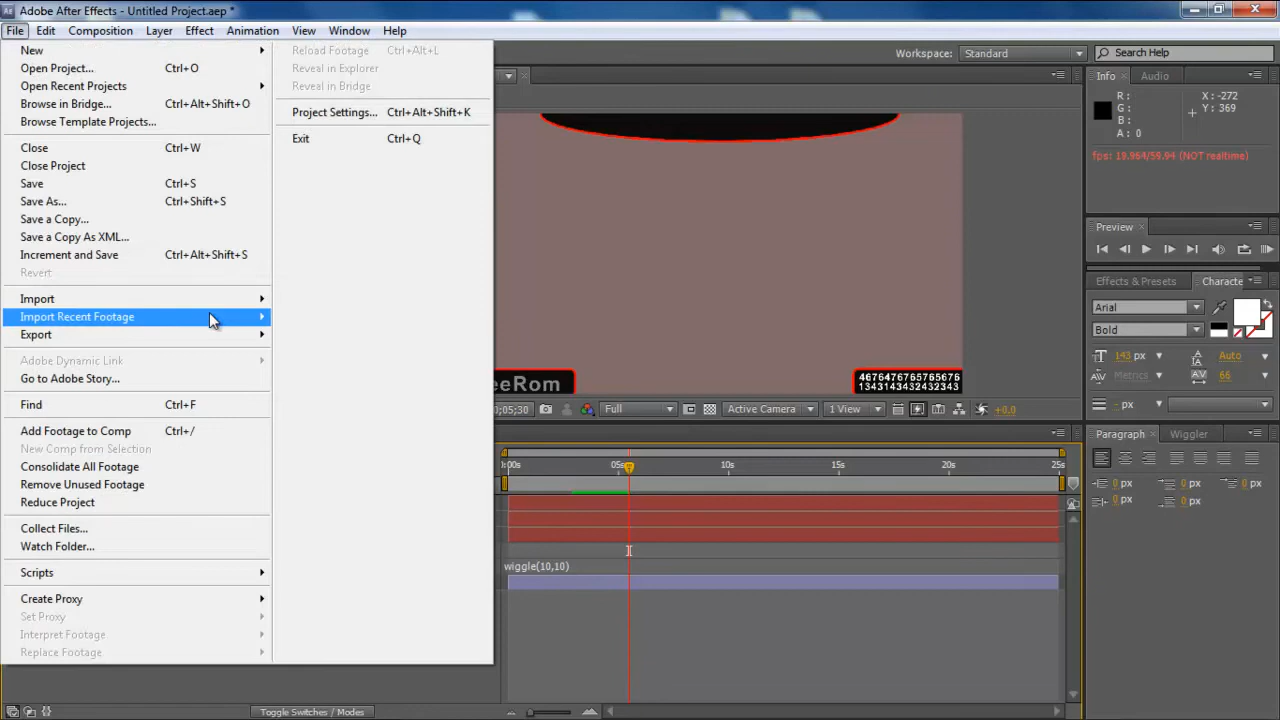 Adobe After Effects - Untitled Project.aep *
File Edit Composition Layer Effect Animation View Window Help
New
Open Project... Ctrl+O
Open Recent Projects
Browse in Bridge... Ctrl+Alt+Shift+O
Browse Template Projects...
Close Ctrl+W
Close Project
Save Ctrl+S
Save As... Ctrl+Shift+S
Save a Copy...
Save a Copy As XML...
Increment and Save Ctrl+Alt+Shift+S
Revert
Import
Import Recent Footage
Export
Adobe Dynamic Link
Go to Adobe Story...
Find Ctrl+F
Add Footage to Comp Ctrl+/
New Comp from Selection
Consolidate All Footage
Remove Unused Footage
Reduce Project
Collect Files...
Watch Folder...
Scripts
Create Proxy
Set Proxy
Interpret Footage
Replace Footage
Reload Footage Ctrl+Alt+L
Reveal in Explorer
Reveal in Bridge
Project Settings... Ctrl+Alt+Shift+K
Exit Ctrl+Q
Workspace: Standard
Search Help
Info Audio
R: X: -272
G: Y: 369
B:
A: 0
fps: 19.964/59.94 (NOT realtime)
Preview
Effects & Presets Characte
Arial
Bold
143 px Auto
Metrics 66
- px
Paragraph Wiggler
0 px 0 px 0 px
0 px 0 px
eeRom
46764767657 65765 76
13431434324 32343
;05;30 Full Active Camera 1 View +0.0
0:00s 05s 10s 15s 20s 25s
wiggle(10,10)
Toggle Switches / Modes